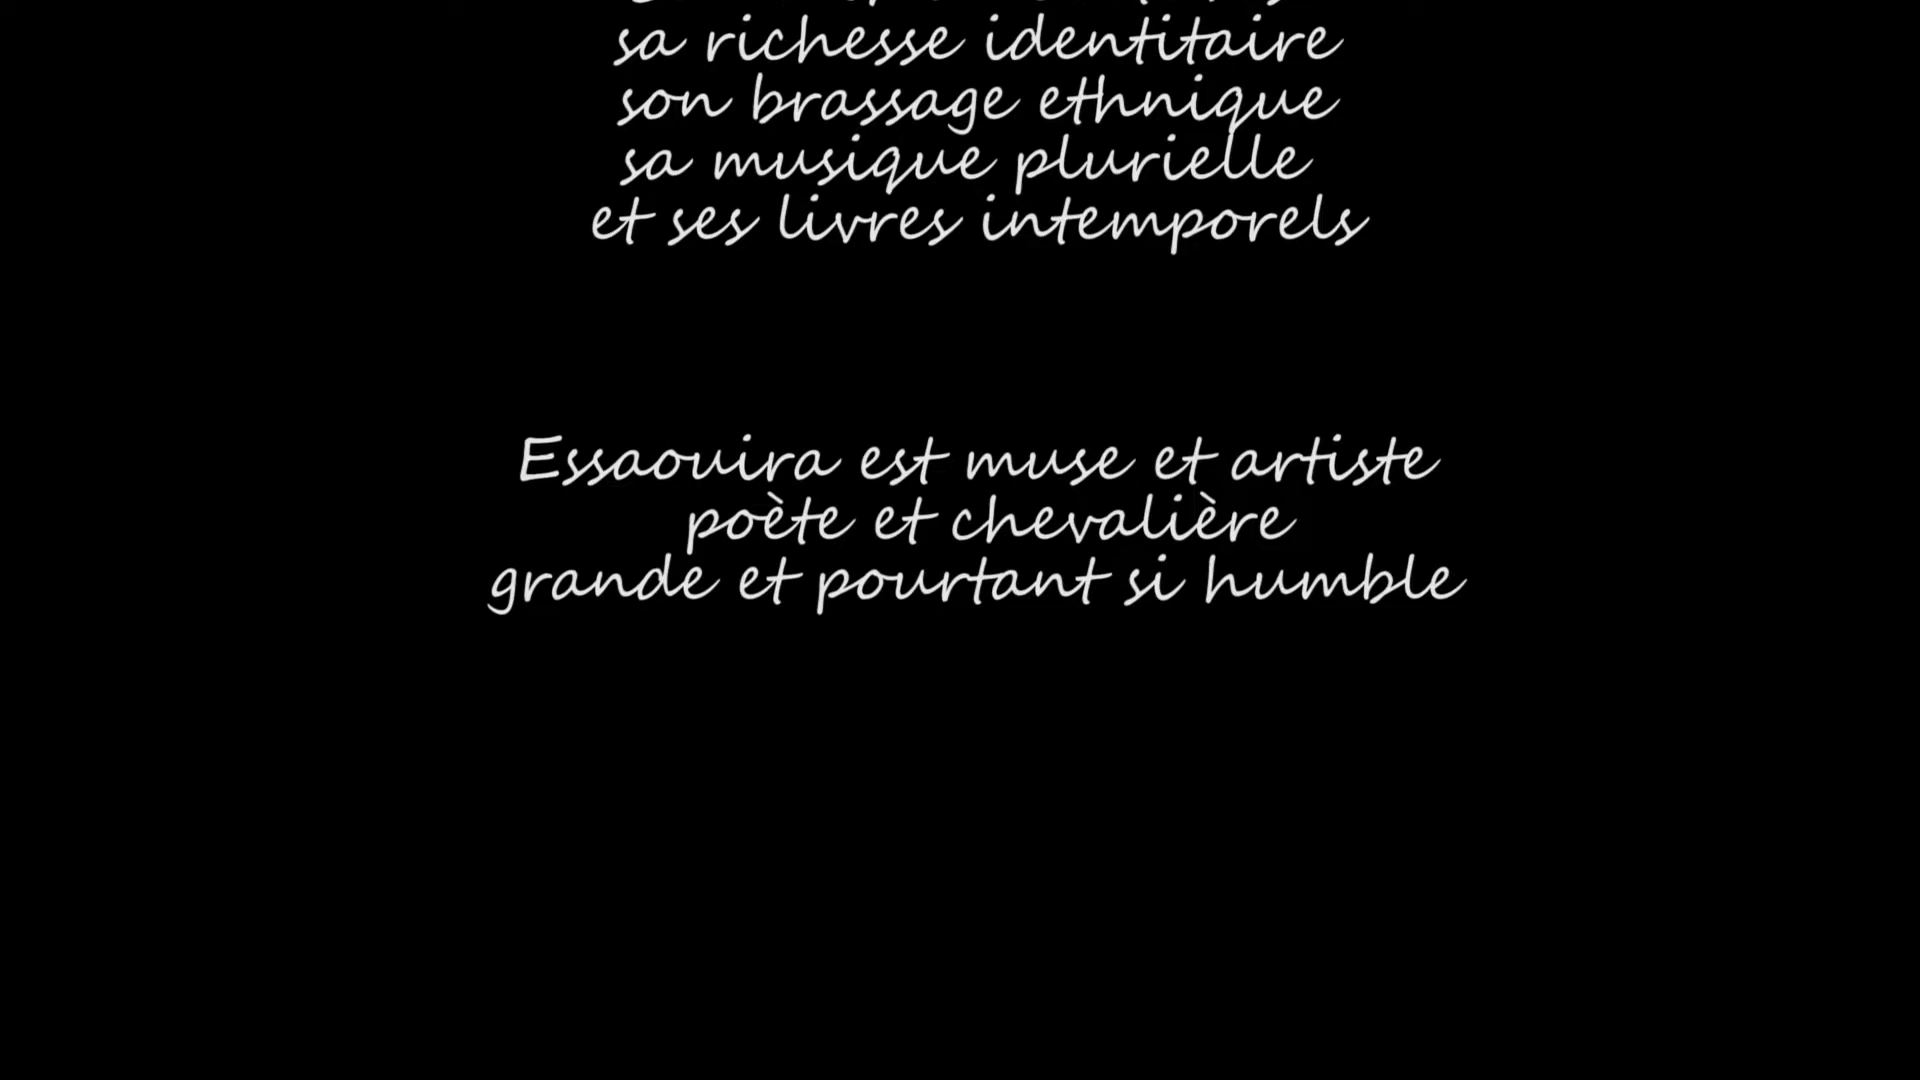 sa richesse identitaire
son brassage ethnique
sa musique plurielle
et ses livres intemporels
Essaouira est muse et artiste
poète et chevalière
grande et pourtant si humble